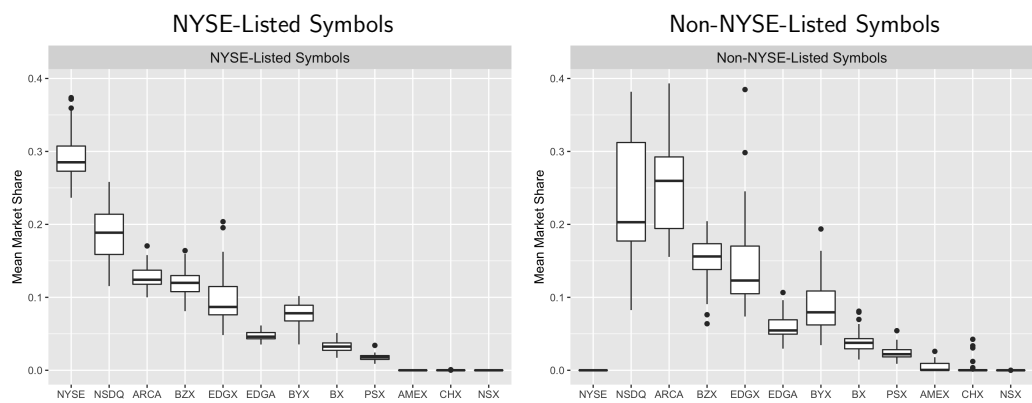 NYSE-Listed Symbols
NYSE-Listed Symbols
Mean Market Share
0.4
0.3
0.2
0.1
0.0
NYSE NSDQ ARCA BZX EDGX EDGA BYX BX PSX AMEX CHX NSX
Non-NYSE-Listed Symbols
Non-NYSE-Listed Symbols
Mean Market Share
0.4
0.3
0.2
0.1
0.0
NYSE NSDQ ARCA BZX EDGX EDGA BYX BX PSX AMEX CHX NSX